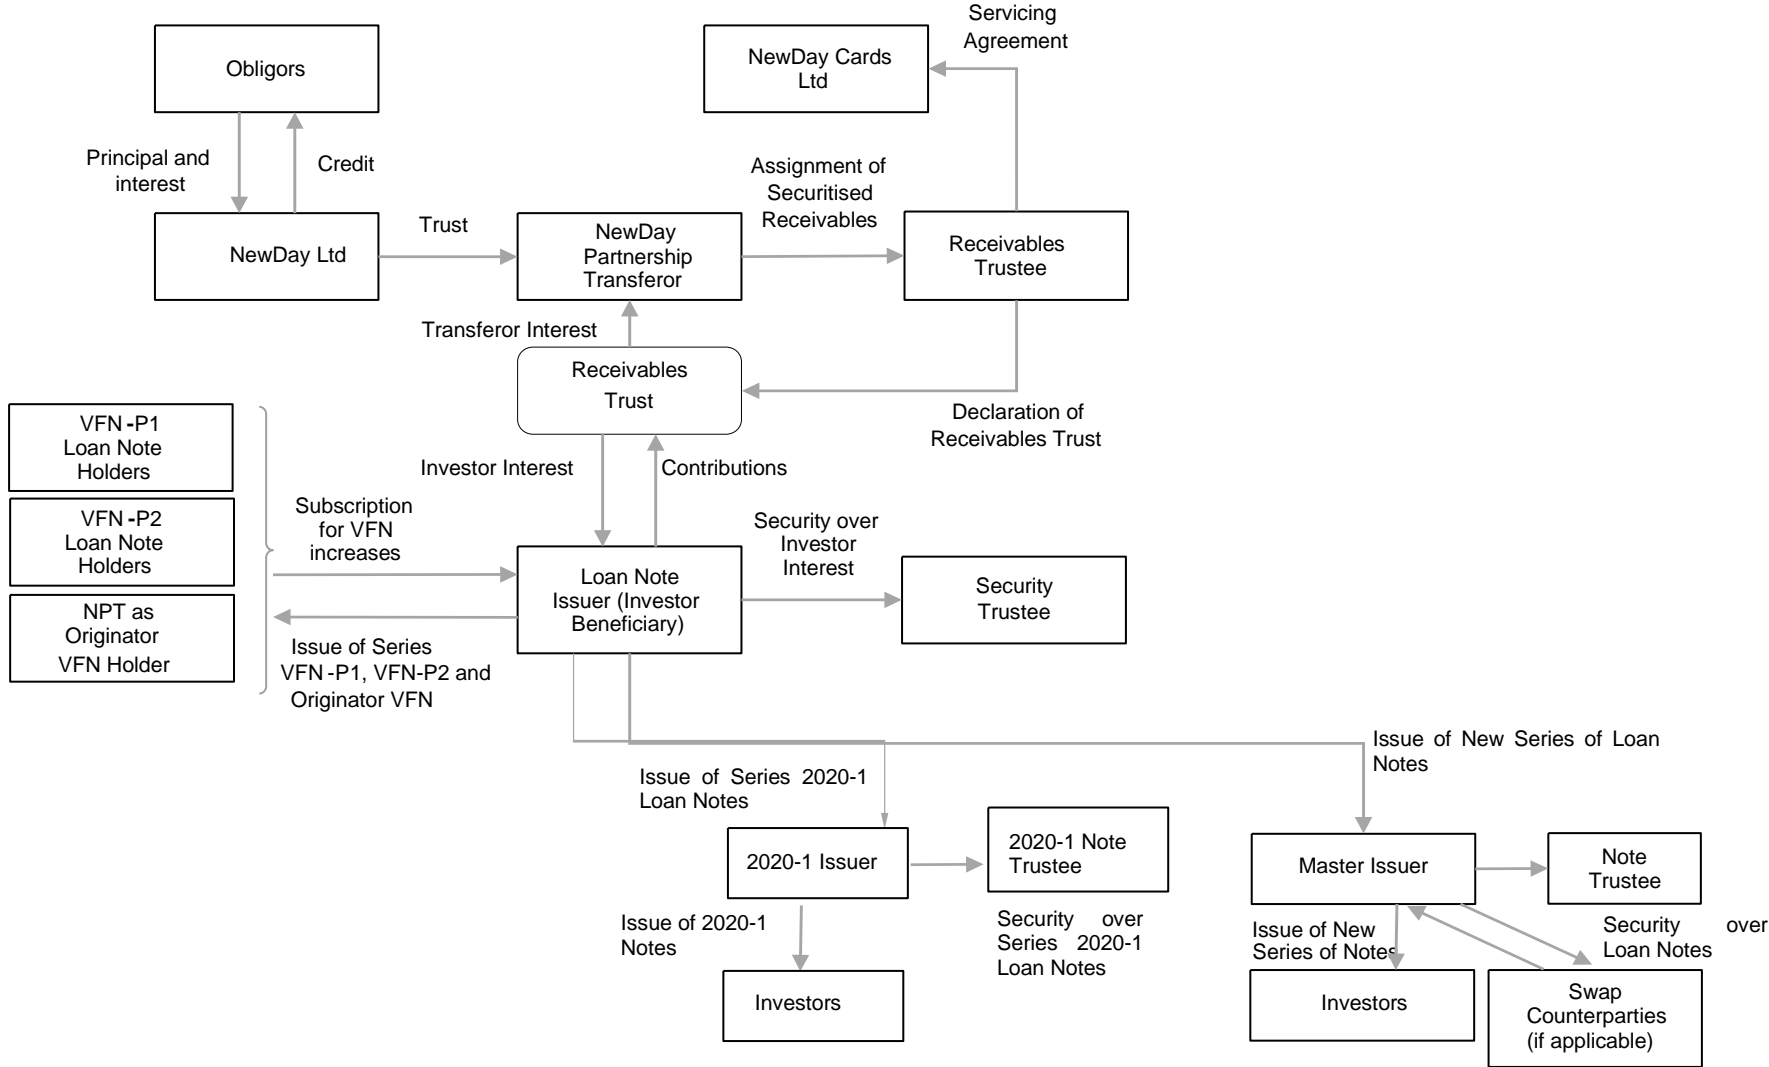 Servicing
Agreement
Obligors
NewDay Cards
Ltd
Principal and
interest
Credit
Assignment of
Securitised
Receivables
NewDay Ltd
Trust
NewDay
Partnership
Transferor
Receivables
Trustee
Transferor Interest
Receivables
Trust
Declaration of
Receivables Trust
VFN-P1
Loan Note
Holders
VFN-P2
Loan Note
Holders
NPT as
Originator
VFN Holder
Investor Interest
Contributions
Subscription
for VFN
increases
Security over
Investor
Interest
Loan Note
Issuer (Investor
Beneficiary)
Security
Trustee
Issue of Series
VFN-P1, VFN-P2 and
Originator VFN
Issue of New Series of Loan
Notes
Issue of Series 2020-1
Loan Notes
2020-1 Issuer
2020-1 Note
Trustee
Master Issuer
Note
Trustee
Issue of 2020-1
Notes
Security over
Series 2020-1
Loan Notes
Issue of New
Series of Notes
Security over
Loan Notes
Investors
Investors
Swap
Counterparties
(if applicable)